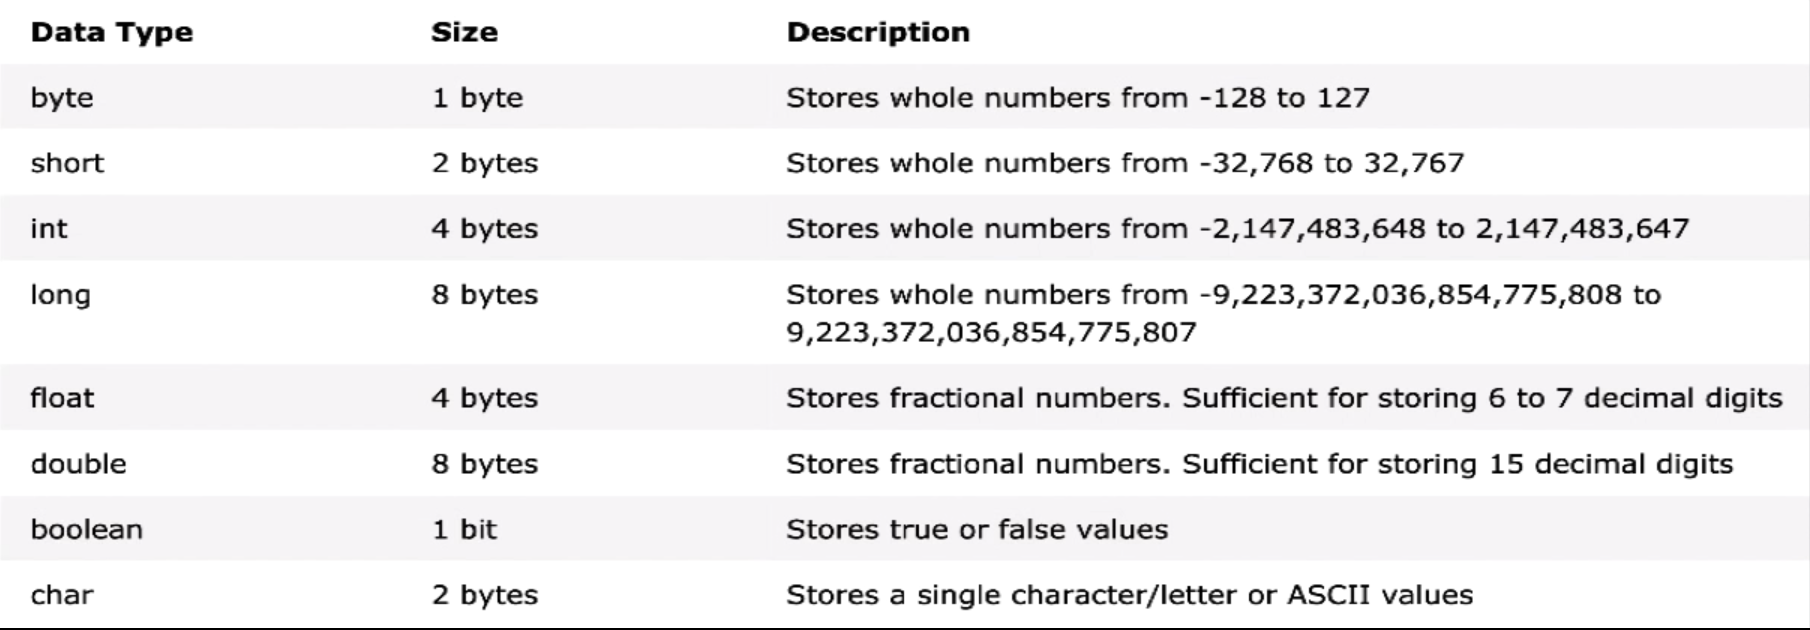 Data Type Size Description
byte 1 byte Stores whole numbers from -128 to 127
short 2 bytes Stores whole numbers from -32,768 to 32,767
int 4 bytes Stores whole numbers from -2,147,483,648 to 2,147,483,647
long 8 bytes Stores whole numbers from -9,223,372,036,854,775,808 to
9,223,372,036,854,775,807
float 4 bytes Stores fractional numbers. Sufficient for storing 6 to 7 decimal digits
double 8 bytes Stores fractional numbers. Sufficient for storing 15 decimal digits
boolean 1 bit Stores true or false values
char 2 bytes Stores a single character/letter or ASCII values